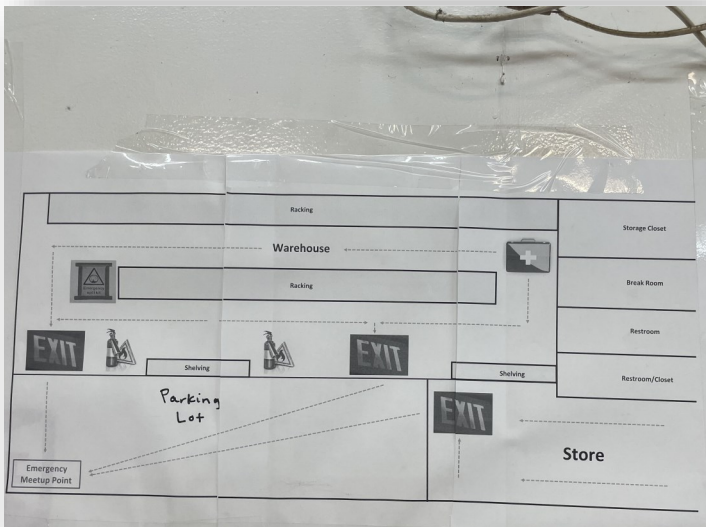 Racking
Storage Closet
Warehouse
Racking
Break Room
Restroom
EXIT
EXIT
Shelving
Shelving
Restroom/Closet
Parking
Lot
EXIT
Store
Emergency
Meetup Point